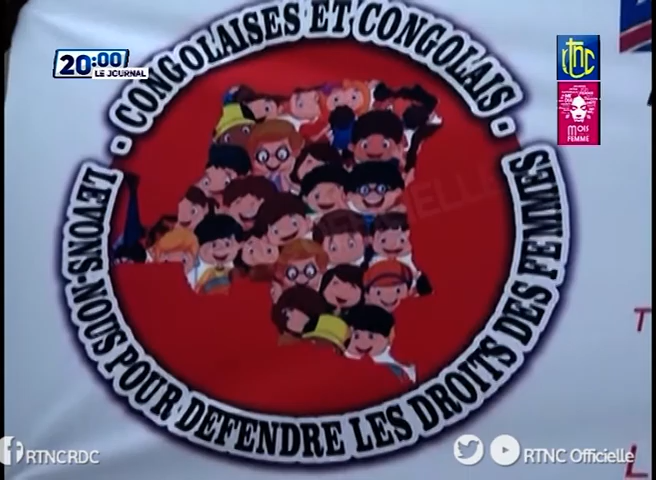 20:00
LE JOURNAL
rtnc
MOIS
FEMME
CONGOLAISES ET CONGOLAIS
LEVONS-NOUS POUR DEFENDRE LES DROITS DES FEMMES
T
L
RTNCRDC
RTNC Officielle